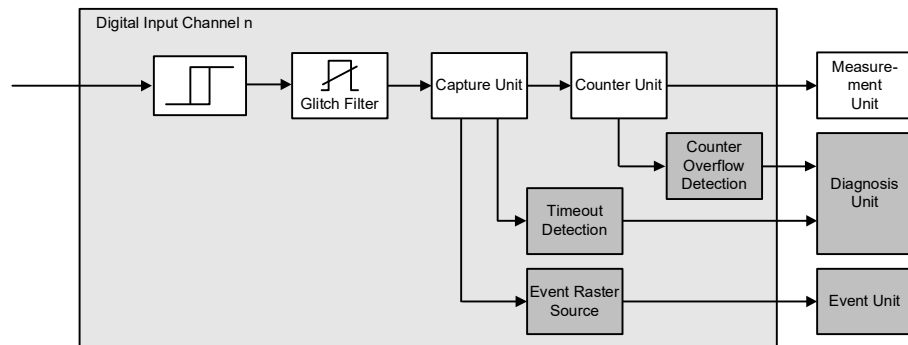 Digital Input Channel n
Glitch Filter
Capture Unit
Counter Unit
Measure-
ment
Unit
Counter
Overflow
Detection
Diagnosis
Unit
Timeout
Detection
Event Raster
Source
Event Unit